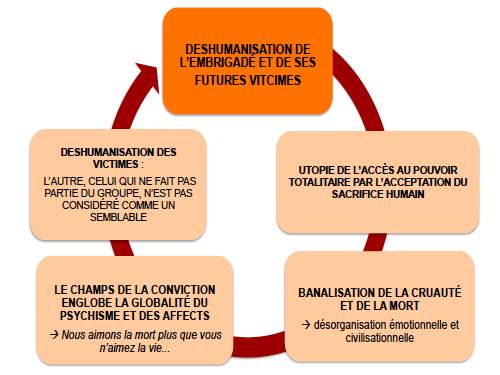 DESHUMANISATION DE
L'EMBRIGADÉ ET DE SES
FUTURES VITCIMES
UTOPIE DE L'ACCÈS AU POUVOIR
TOTALITAIRE PAR L'ACCEPTATION DU
SACRIFICE HUMAIN
BANALISATION DE LA CRUAUTÉ
ET DE LA MORT
→ désorganisation émotionnelle et
civilisationnelle
LE CHAMPS DE LA CONVICTION
ENGLOBE LA GLOBALITÉ DU
PSYCHISME ET DES AFFECTS
→ Nous aimons la mort plus que vous
n'aimez la vie...
DESHUMANISATION DES
VICTIMES :
L'AUTRE, CELUI QUI NE FAIT PAS
PARTIE DU GROUPE, N'EST PAS
CONSIDÉRÉ COMME UN
SEMBLABLE